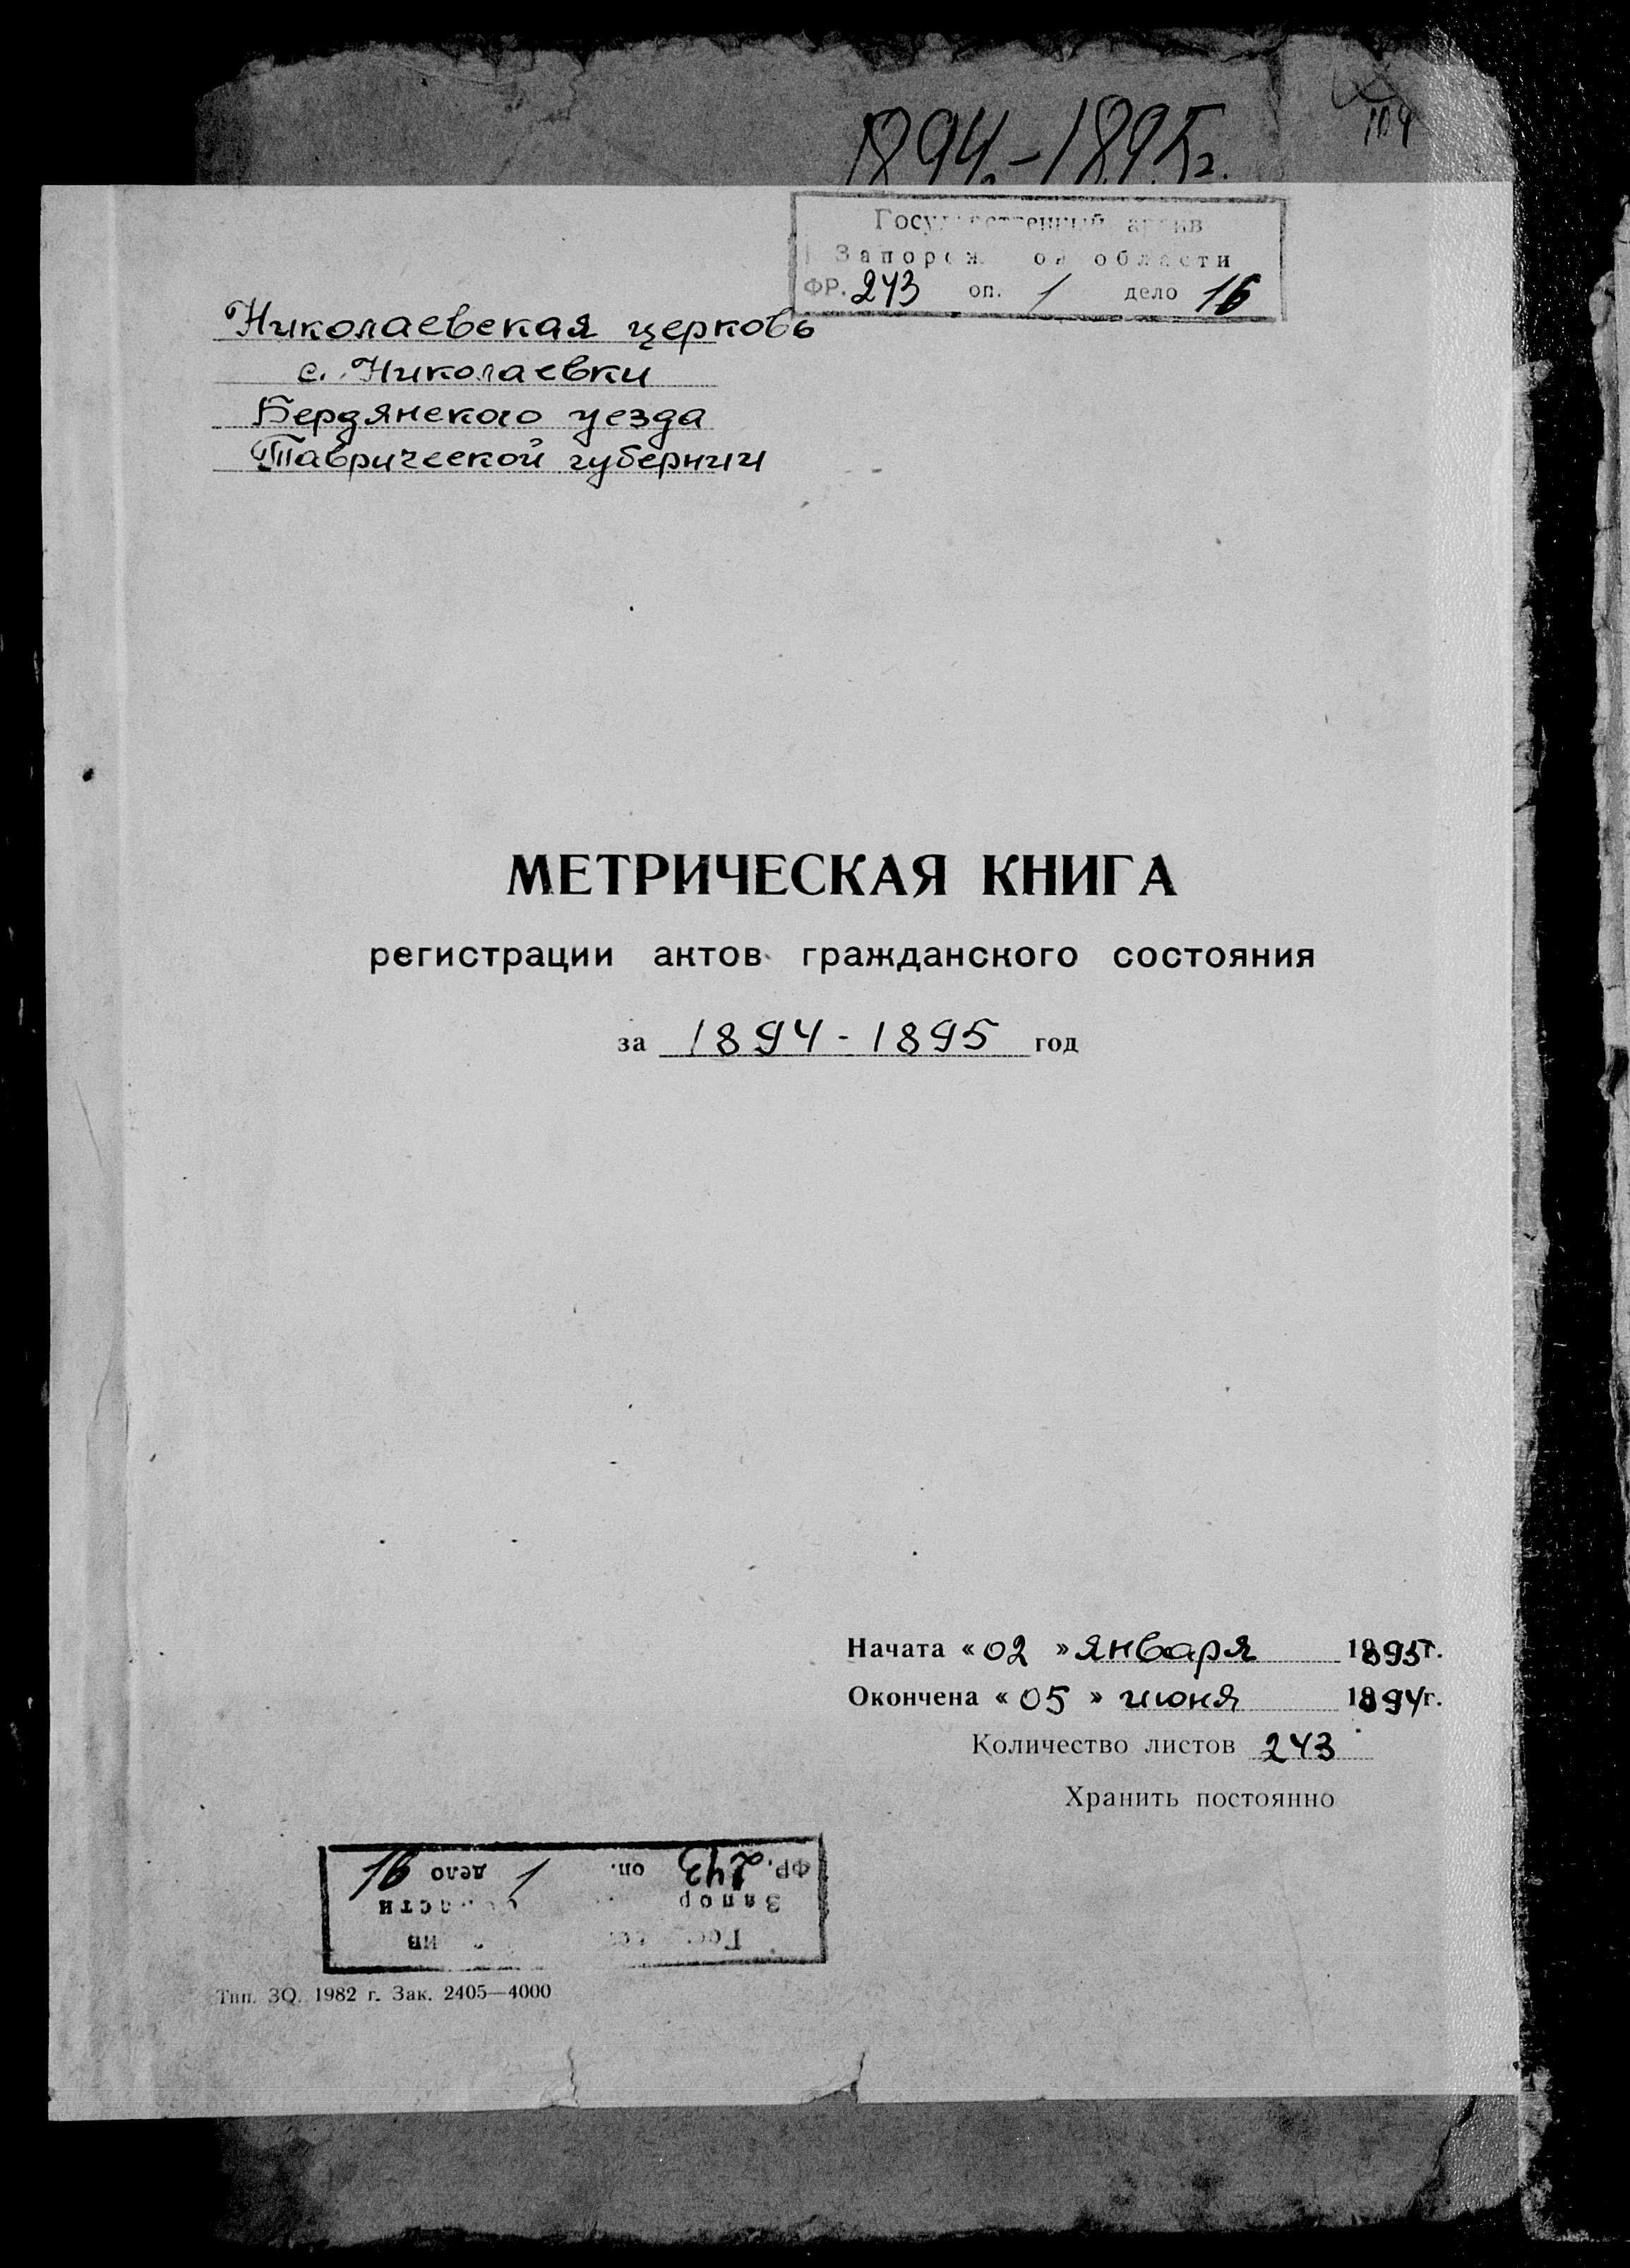 1894.-1895г.
104
Государственный архив
Запорожской области
ФР. 243 оп. 1 дело 16
Николаевская церковь
с. Николаевки
Бердянского уезда
Таврической губернии
МЕТРИЧЕСКАЯ КНИГА
регистрации актов гражданского состояния
за 1894-1895 год
Начата «02» января 1895г.
Окончена «05» июня 1894г.
Количество листов 243
Хранить постоянно
ФР. 243 оп. 1 дело 16
Тип. ЗО. 1982 г. Зак. 2405—4000